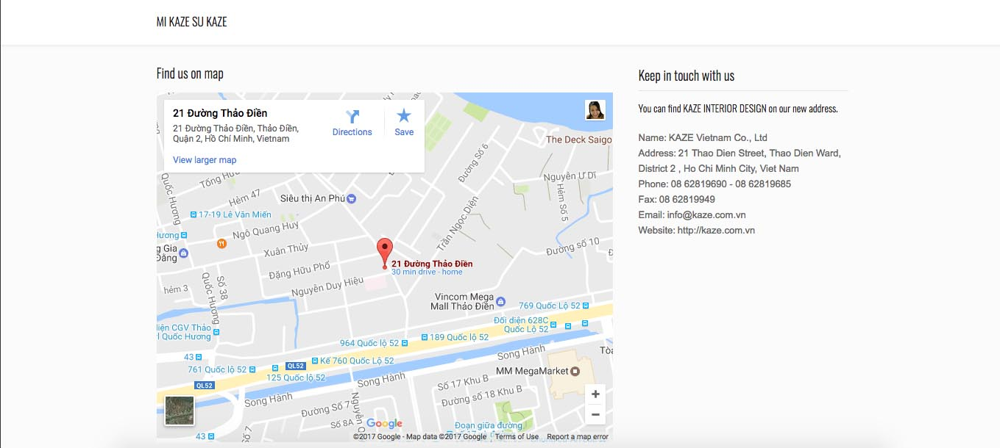 MI KAZE SU KAZE
Find us on map
21 Đường Thảo Điền
21 Đường Thảo Điền, Thảo Điền,
Quận 2, Hồ Chí Minh, Vietnam
View larger map
Directions
Save
The Deck Saigo
Đường Số 6
Nguyễn Ư Dĩ
Hẻm Số 5
Quốc Hương
Tống Hưu
Hẻm 47
Siêu thị An Phú
17-19 Lê Văn Miến
Hương
Ngô Quang Huy
Trần Ngọc Diện
g Gia
Đẳng
Xuân Thủy
Đường số 10
21 Đường Thảo Điền
30 min drive - home
Đặng Hữu Phổ
Nguyễn Duy Hiệu
hẻm 3
Quốc Hương
Số 38
Vincom Mega
Mall Thảo Điền
769 Quốc Lộ 52
Đối diện 628C
Quốc Lộ 52
diện CGV Thảo
Quốc Hương
964 Quốc lộ 52
189 Quốc lộ 52
43
761 Quốc lộ 52
QL52
Kế 760 Quốc Lộ 52
125 Quốc lộ 52
QL52
Song Hành
Song Hành
Song Hành
MM MegaMarket
Tòa
Số 17 Khu B
Đường số 18 Khu B
Đường Số 7
Số 8A
Số 7
Nguyễn
43
Đoạn giữa đường
Google
+
−
©2017 Google - Map data ©2017 Google
Terms of Use
Report a map error
Keep in touch with us
You can find KAZE INTERIOR DESIGN on our new address.
Name: KAZE Vietnam Co., Ltd
Address: 21 Thao Dien Street, Thao Dien Ward,
District 2 , Ho Chi Minh City, Viet Nam
Phone: 08 62819690 - 08 62819685
Fax: 08 62819949
Email: info@kaze.com.vn
Website: http://kaze.com.vn